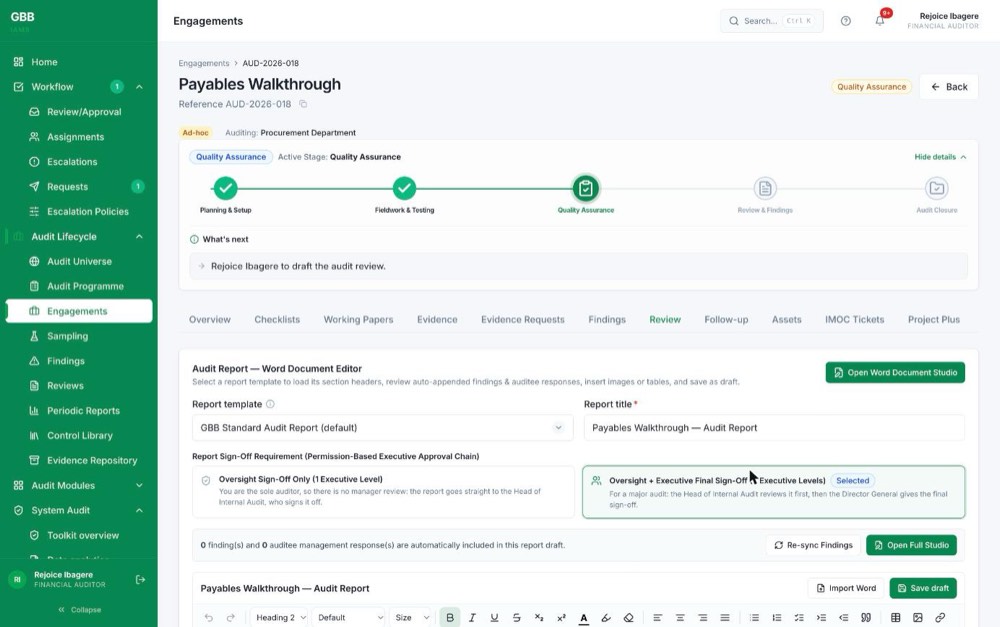 GBB
Engagements
Search... Ctrl K
9+
Rejoice Ibagere
FINANCIAL AUDITOR
Home
Workflow 1
Review/Approval
Assignments
Escalations
Requests 1
Escalation Policies
Audit Lifecycle
Audit Universe
Audit Programme
Engagements
Sampling
Findings
Reviews
Periodic Reports
Control Library
Evidence Repository
Audit Modules
System Audit
Toolkit overview
Rejoice Ibagere
FINANCIAL AUDITOR
Collapse
Engagements > AUD-2026-018
Payables Walkthrough
Reference AUD-2026-018
Quality Assurance
Back
Ad-hoc Auditing: Procurement Department
Quality Assurance Active Stage: Quality Assurance
Hide details
Planning & Setup
Fieldwork & Testing
Quality Assurance
Review & Findings
Audit Closure
What's next
Rejoice Ibagere to draft the audit review.
Overview Checklists Working Papers Evidence Evidence Requests Findings Review Follow-up Assets IMOC Tickets Project Plus
Audit Report — Word Document Editor
Select a report template to load its section headers, review auto-appended findings & auditee responses, insert images or tables, and save as draft.
Open Word Document Studio
Report template
Report title *
GBB Standard Audit Report (default)
Payables Walkthrough — Audit Report
Report Sign-Off Requirement (Permission-Based Executive Approval Chain)
Oversight Sign-Off Only (1 Executive Level)
You are the sole auditor, so there is no manager review: the report goes straight to the Head of
Internal Audit, who signs it off.
Oversight + Executive Final Sign-Off Executive Levels) Selected
For a major audit: the Head of Internal Audit reviews it first, then the Director General gives the final
sign-off.
0 finding(s) and 0 auditee management response(s) are automatically included in this report draft.
Re-sync Findings
Open Full Studio
Payables Walkthrough — Audit Report
Import Word
Save draft
Heading 2 Default Size B I U S X₂ X² A